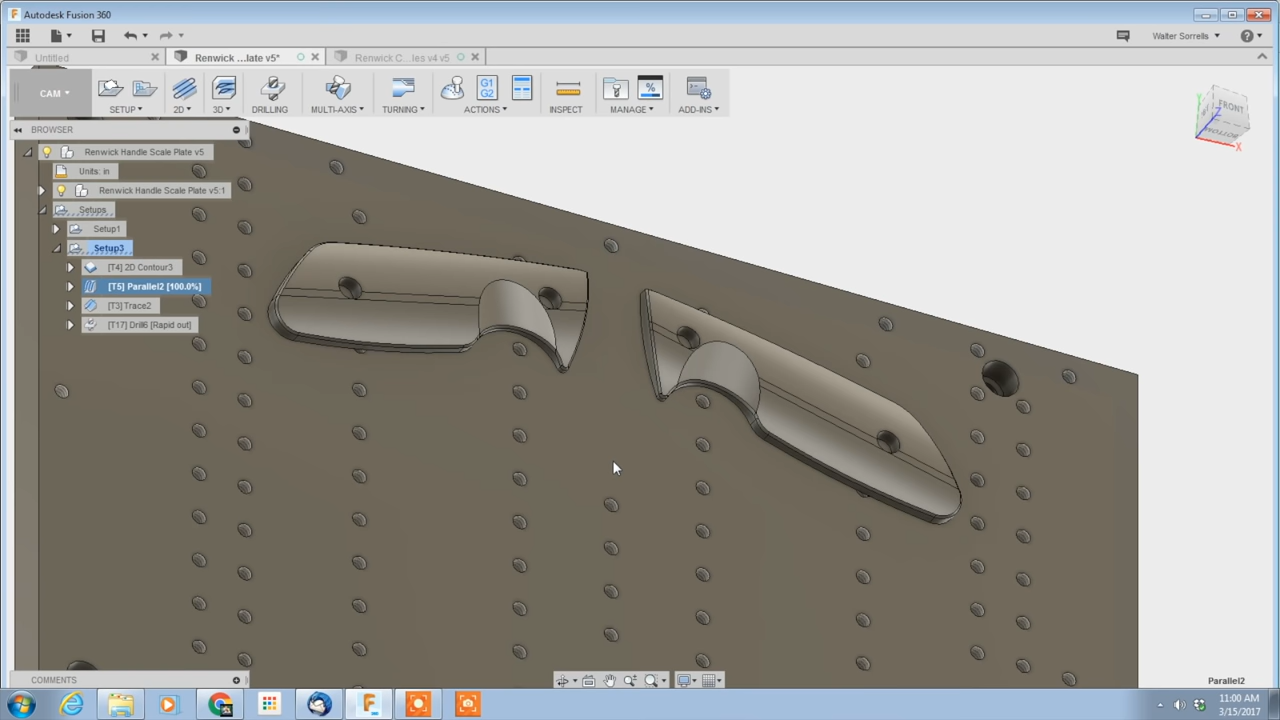 Autodesk Fusion 360
Walter Sorrells
Untitled
Renwick ...late v5*
Renwick C...les v4 v5
CAM
G1
G2
%
SETUP
2D
3D
DRILLING
MULTI-AXIS
TURNING
ACTIONS
INSPECT
MANAGE
ADD-INS
FRONT
BOTTOM
Y
Z
X
BROWSER
Renwick Handle Scale Plate v5
Units: in
Renwick Handle Scale Plate v5:1
Setups
Setup1
Setup3
[T4] 2D Contour3
[T5] Parallel2 [100.0%]
[T3] Trace2
[T17] Drill6 [Rapid out]
COMMENTS
Parallel2
11:00 AM
3/15/2017